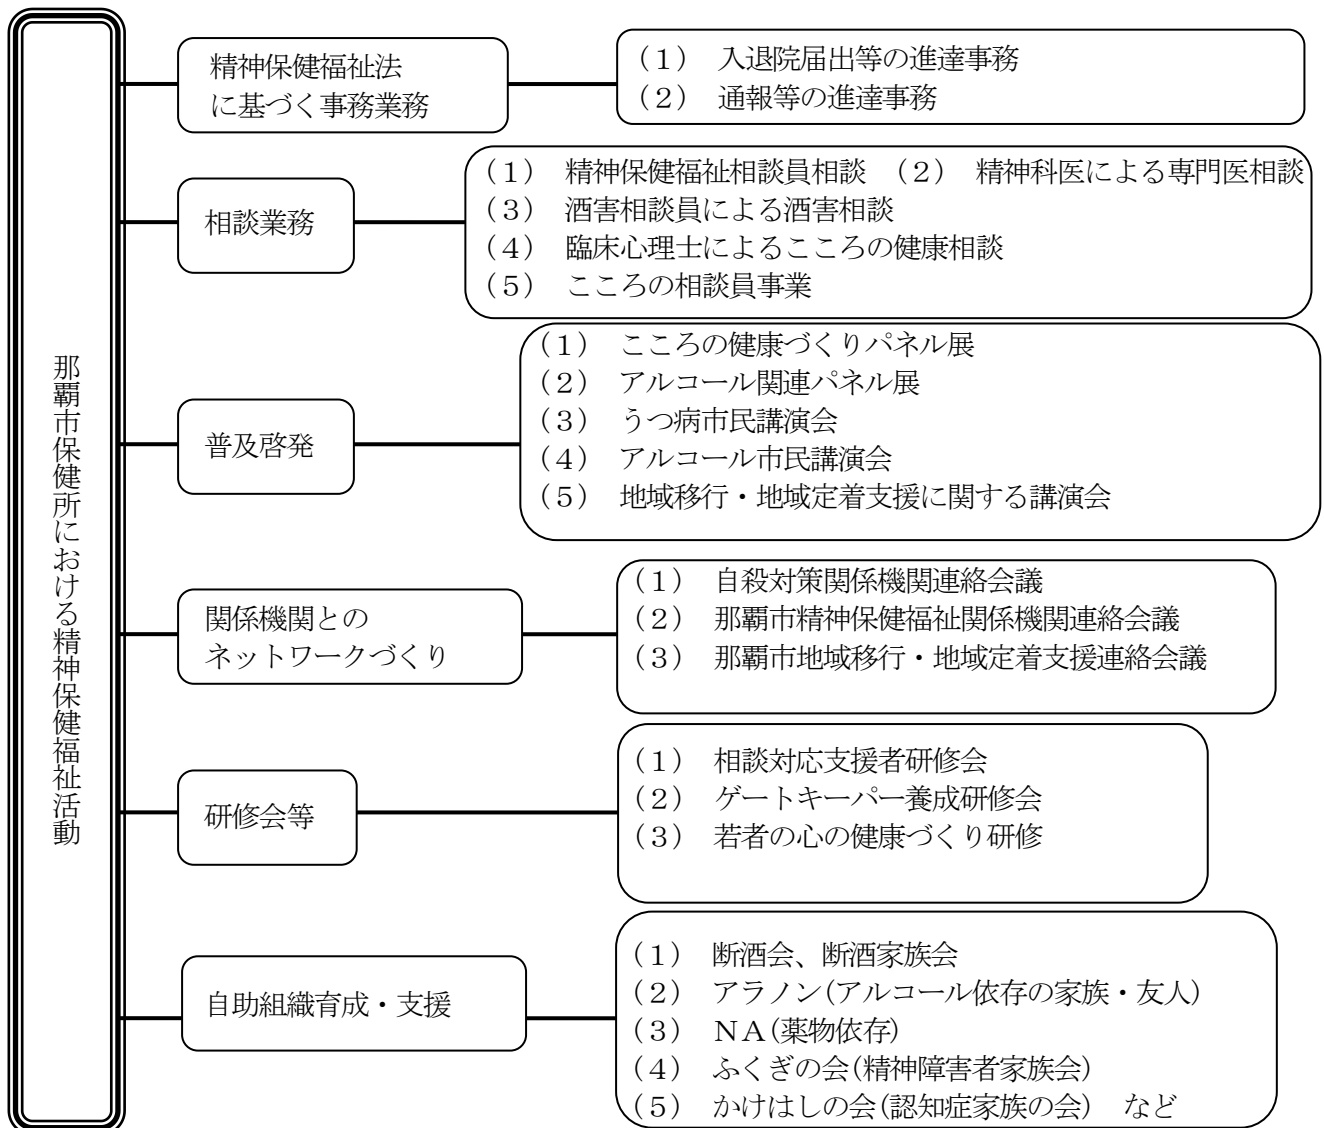 那覇市保健所における精神保健福祉活動
精神保健福祉法
に基づく事務業務
（１）　入退院届出等の進達事務
（２）　通報等の進達事務
相談業務
（１）　精神保健福祉相談員相談　（２）　精神科医による専門医相談
（３）　酒害相談員による酒害相談
（４）　臨床心理士によるこころの健康相談
（５）　こころの相談員事業
普及啓発
（１）　こころの健康づくりパネル展
（２）　アルコール関連パネル展
（３）　うつ病市民講演会
（４）　アルコール市民講演会
（５）　地域移行・地域定着支援に関する講演会
関係機関との
ネットワークづくり
（１）　自殺対策関係機関連絡会議
（２）　那覇市精神保健福祉関係機関連絡会議
（３）　那覇市地域移行・地域定着支援連絡会議
研修会等
（１）　相談対応支援者研修会
（２）　ゲートキーパー養成研修会
（３）　若者の心の健康づくり研修
自助組織育成・支援
（１）　断酒会、断酒家族会
（２）　アラノン(アルコール依存の家族・友人)
（３）　ＮＡ(薬物依存)
（４）　ふくぎの会(精神障害者家族会)
（５）　かけはしの会(認知症家族の会)　など